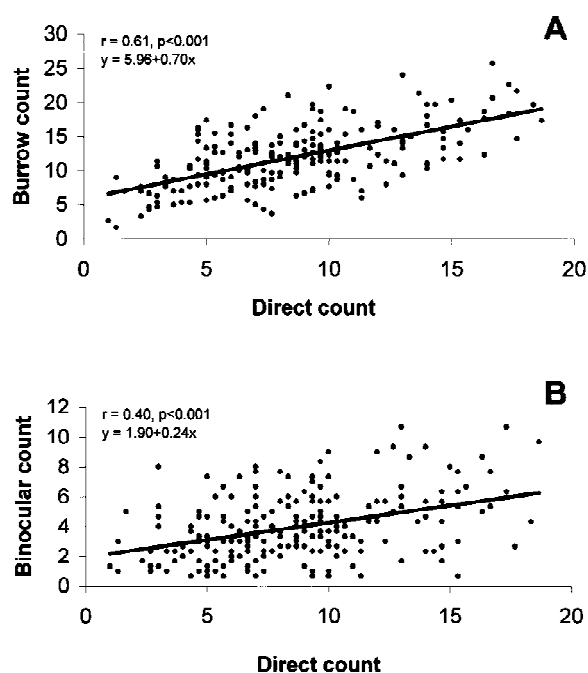 A
r = 0.61, p<0.001
y = 5.96+0.70x
Burrow count
30
25
20
15
10
5
0
0 5 10 15 20
Direct count
B
r = 0.40, p<0.001
y = 1.90+0.24x
Binocular count
12
10
8
6
4
2
0
0 5 10 15 20
Direct count